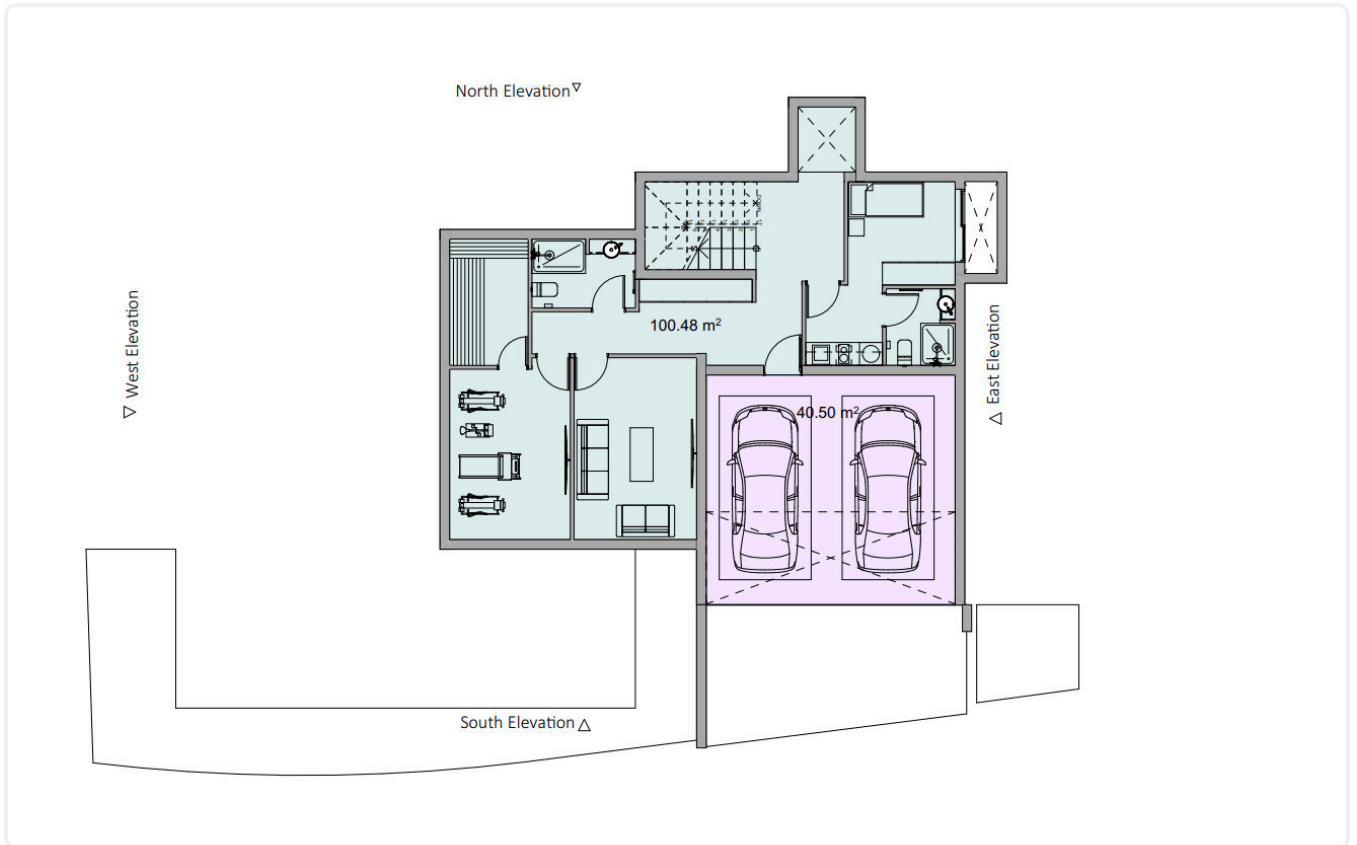 North Elevation
West Elevation
100.48 m²
East Elevation
40.50 m²
South Elevation